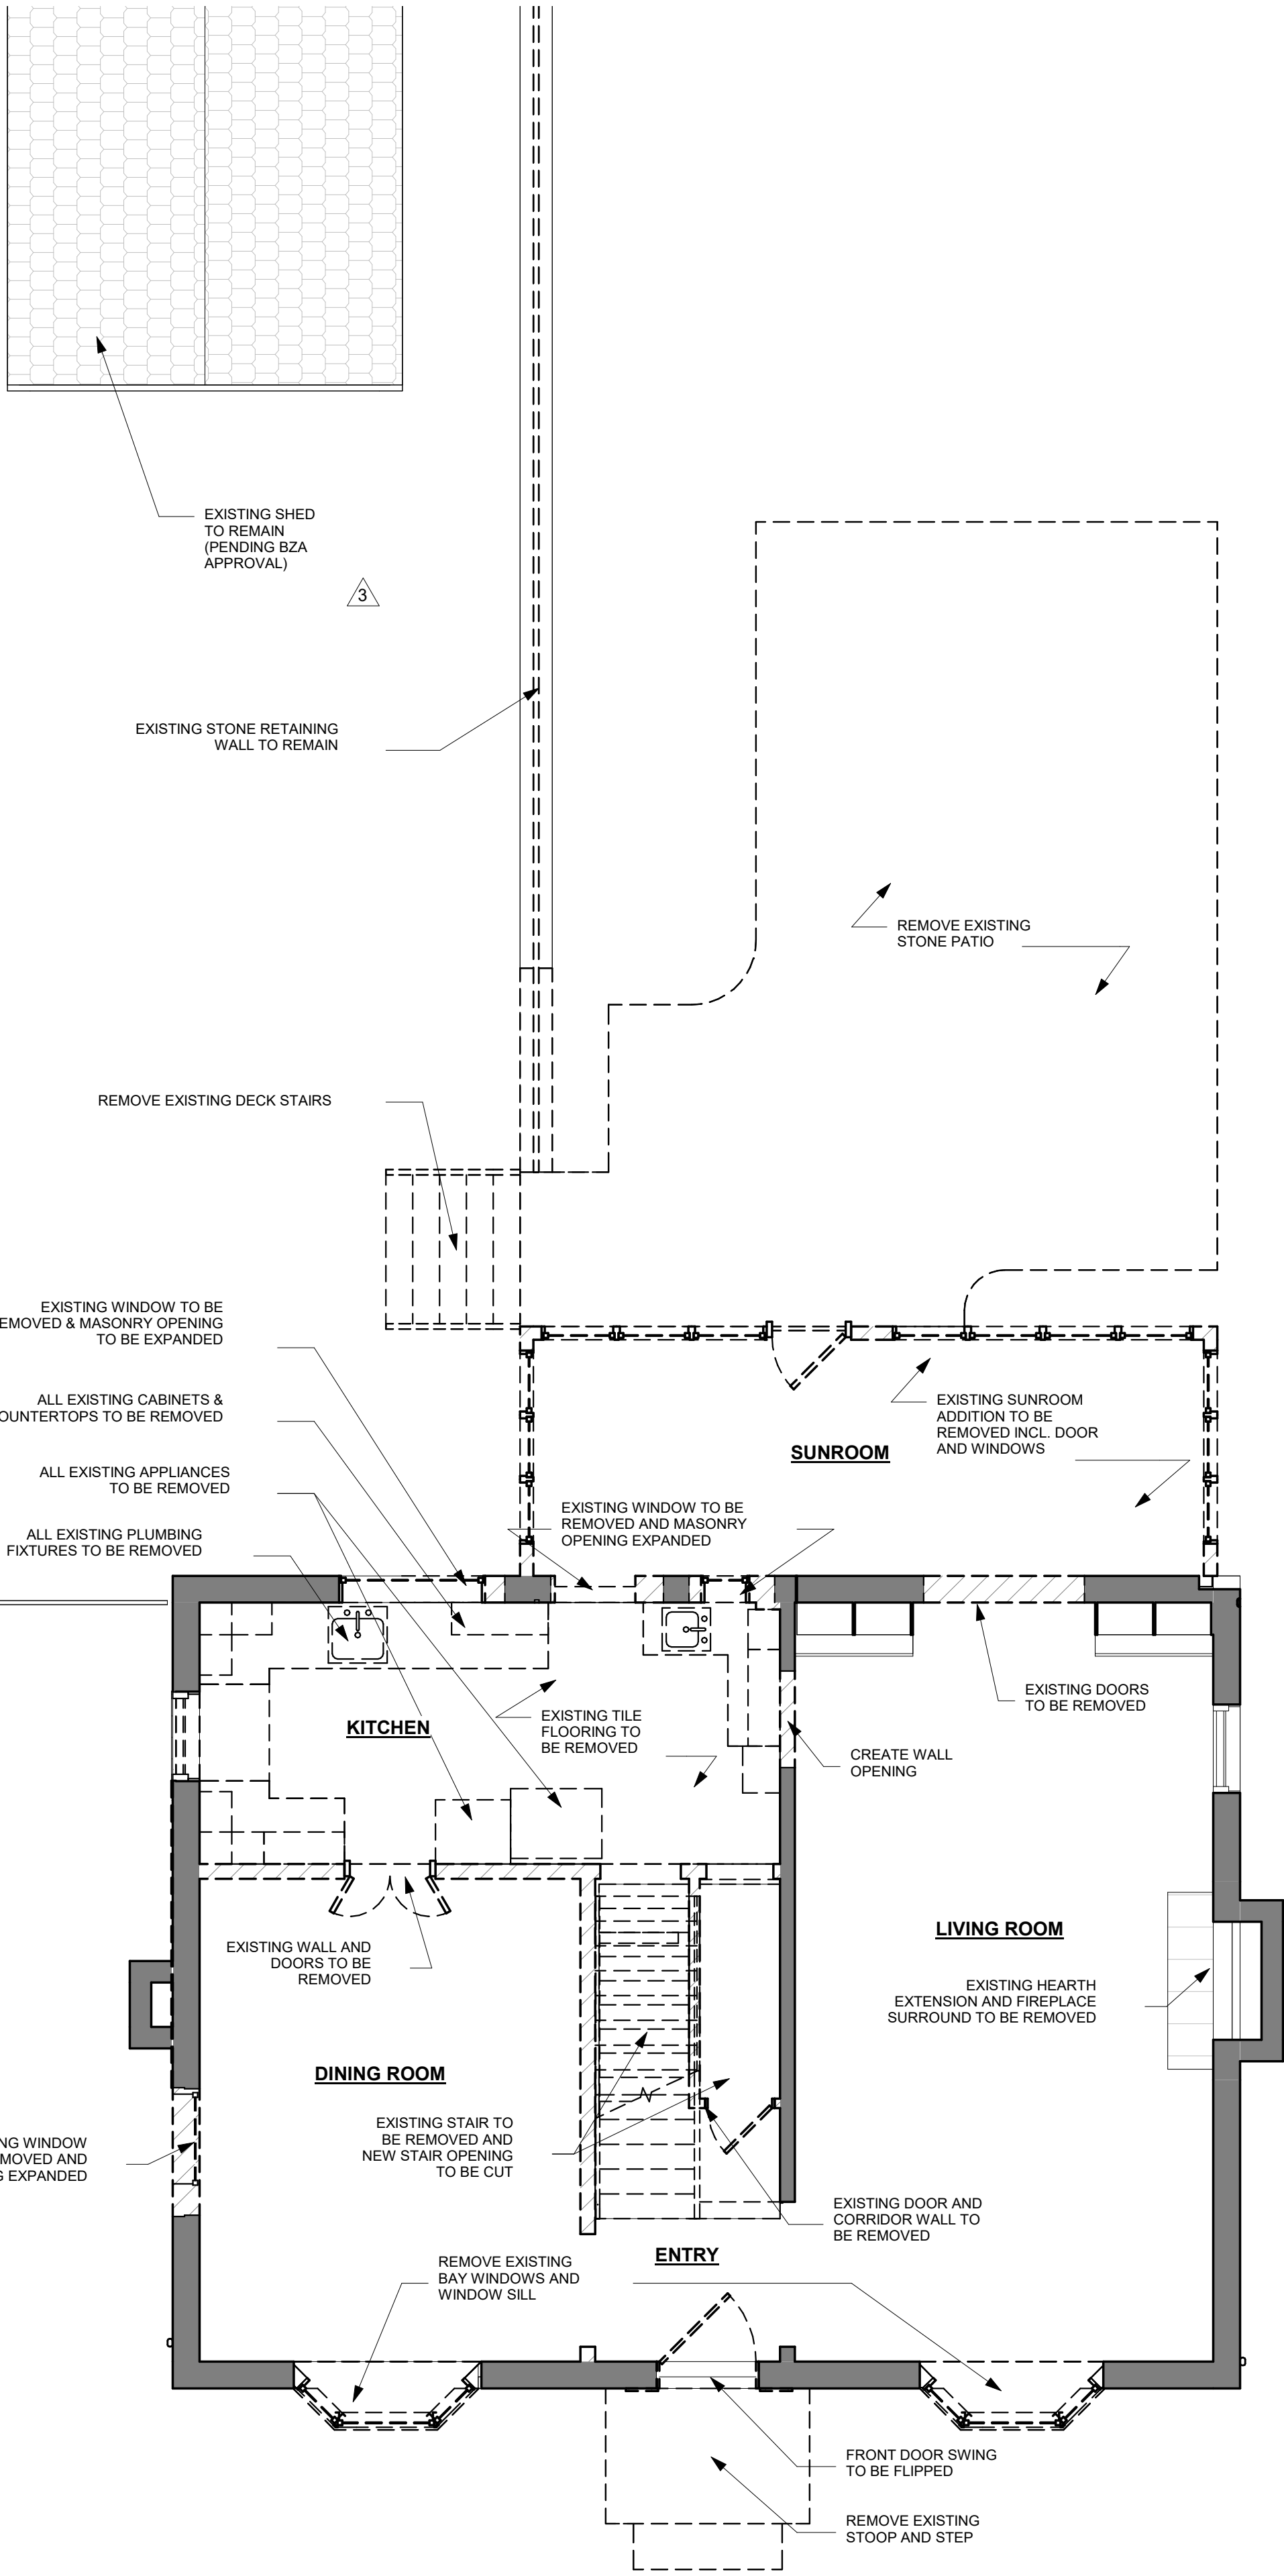 EXISTING SHED
TO REMAIN
(PENDING BZA
APPROVAL)
3
EXISTING STONE RETAINING
WALL TO REMAIN
REMOVE EXISTING
STONE PATIO
REMOVE EXISTING DECK STAIRS
EXISTING WINDOW TO BE
EMOVED & MASONRY OPENING
TO BE EXPANDED
ALL EXISTING CABINETS &
OUNTERTOPS TO BE REMOVED
EXISTING SUNROOM
ADDITION TO BE
REMOVED INCL. DOOR
AND WINDOWS
SUNROOM
ALL EXISTING APPLIANCES
TO BE REMOVED
EXISTING WINDOW TO BE
REMOVED AND MASONRY
OPENING EXPANDED
ALL EXISTING PLUMBING
FIXTURES TO BE REMOVED
EXISTING DOORS
TO BE REMOVED
KITCHEN
EXISTING TILE
FLOORING TO
BE REMOVED
CREATE WALL
OPENING
LIVING ROOM
EXISTING WALL AND
DOORS TO BE
REMOVED
EXISTING HEARTH
EXTENSION AND FIREPLACE
SURROUND TO BE REMOVED
DINING ROOM
EXISTING STAIR TO
BE REMOVED AND
NEW STAIR OPENING
TO BE CUT
NG WINDOW
MOVED AND
G EXPANDED
EXISTING DOOR AND
CORRIDOR WALL TO
BE REMOVED
ENTRY
REMOVE EXISTING
BAY WINDOWS AND
WINDOW SILL
FRONT DOOR SWING
TO BE FLIPPED
REMOVE EXISTING
STOOP AND STEP